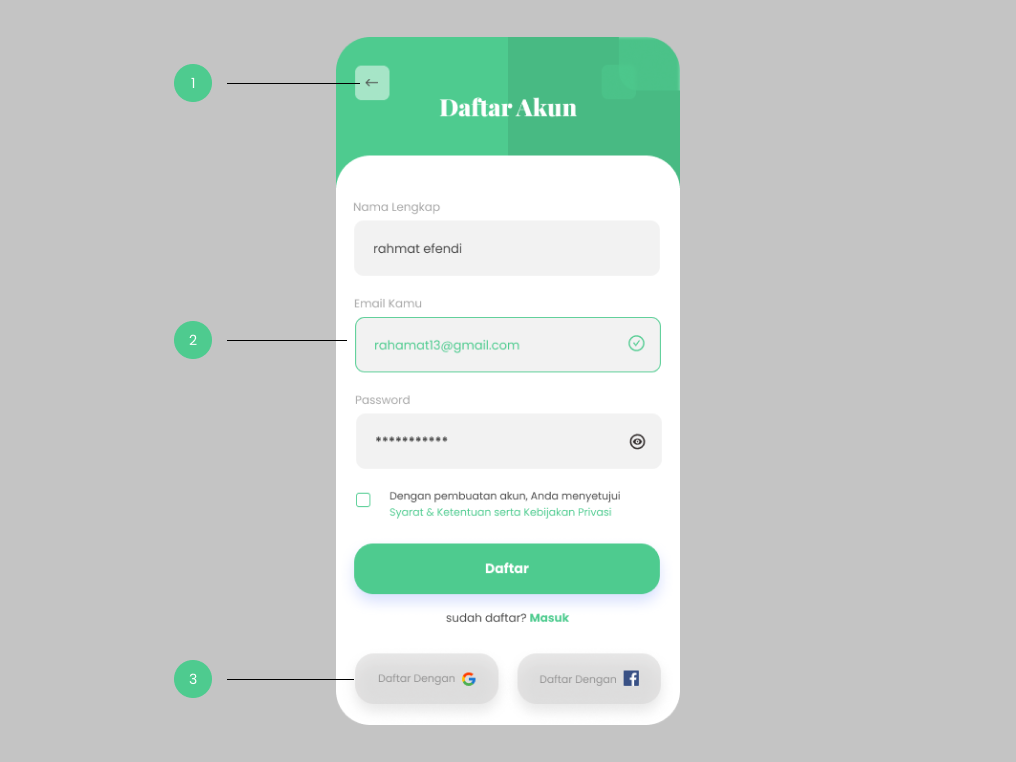 1
Daftar Akun
Nama Lengkap
rahmat efendi
Email Kamu
2
rahamat13@gmail.com
Password
***********
Dengan pembuatan akun, Anda menyetujui
Syarat & Ketentuan serta Kebijakan Privasi
Daftar
sudah daftar? Masuk
3
Daftar Dengan
Daftar Dengan